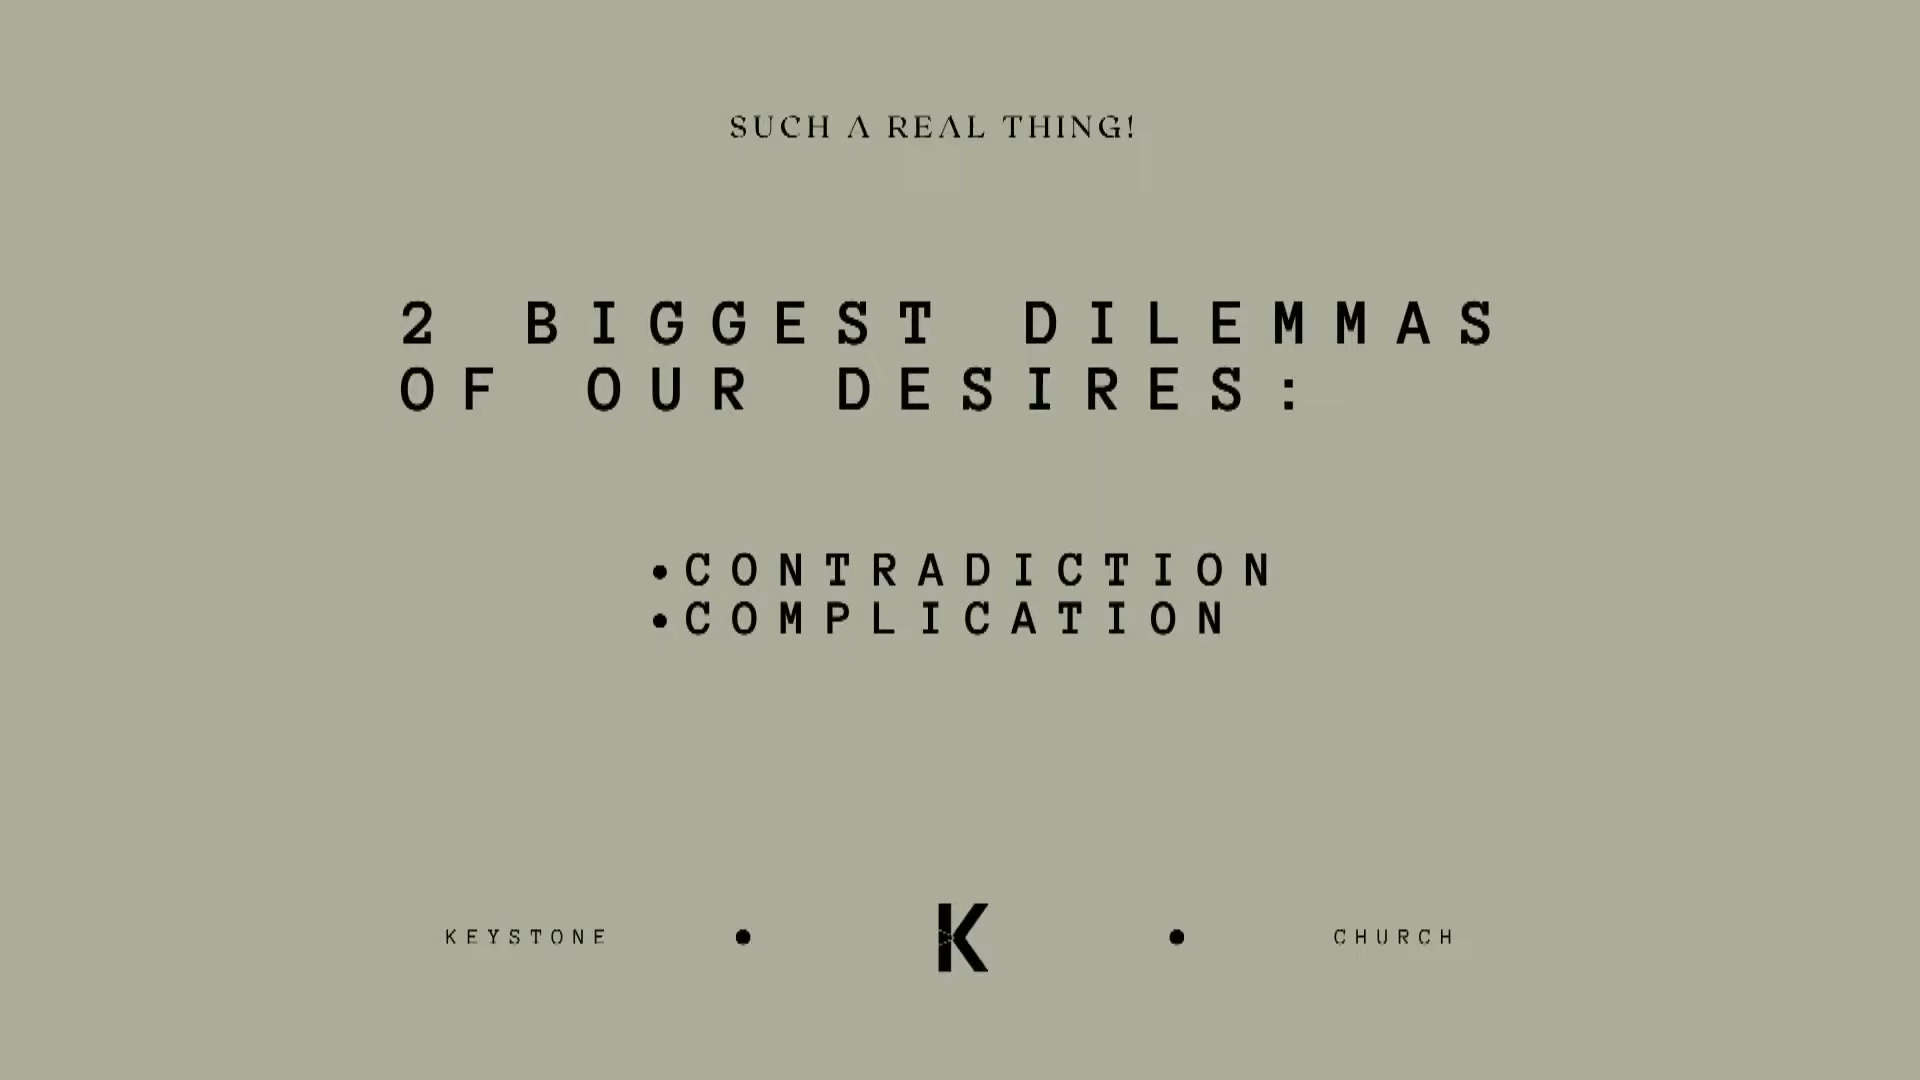 SUCH A REAL THING!
2 BIGGEST DILEMMAS
OF OUR DESIRES:
•CONTRADICTION
•COMPLICATION
KEYSTONE • K • CHURCH